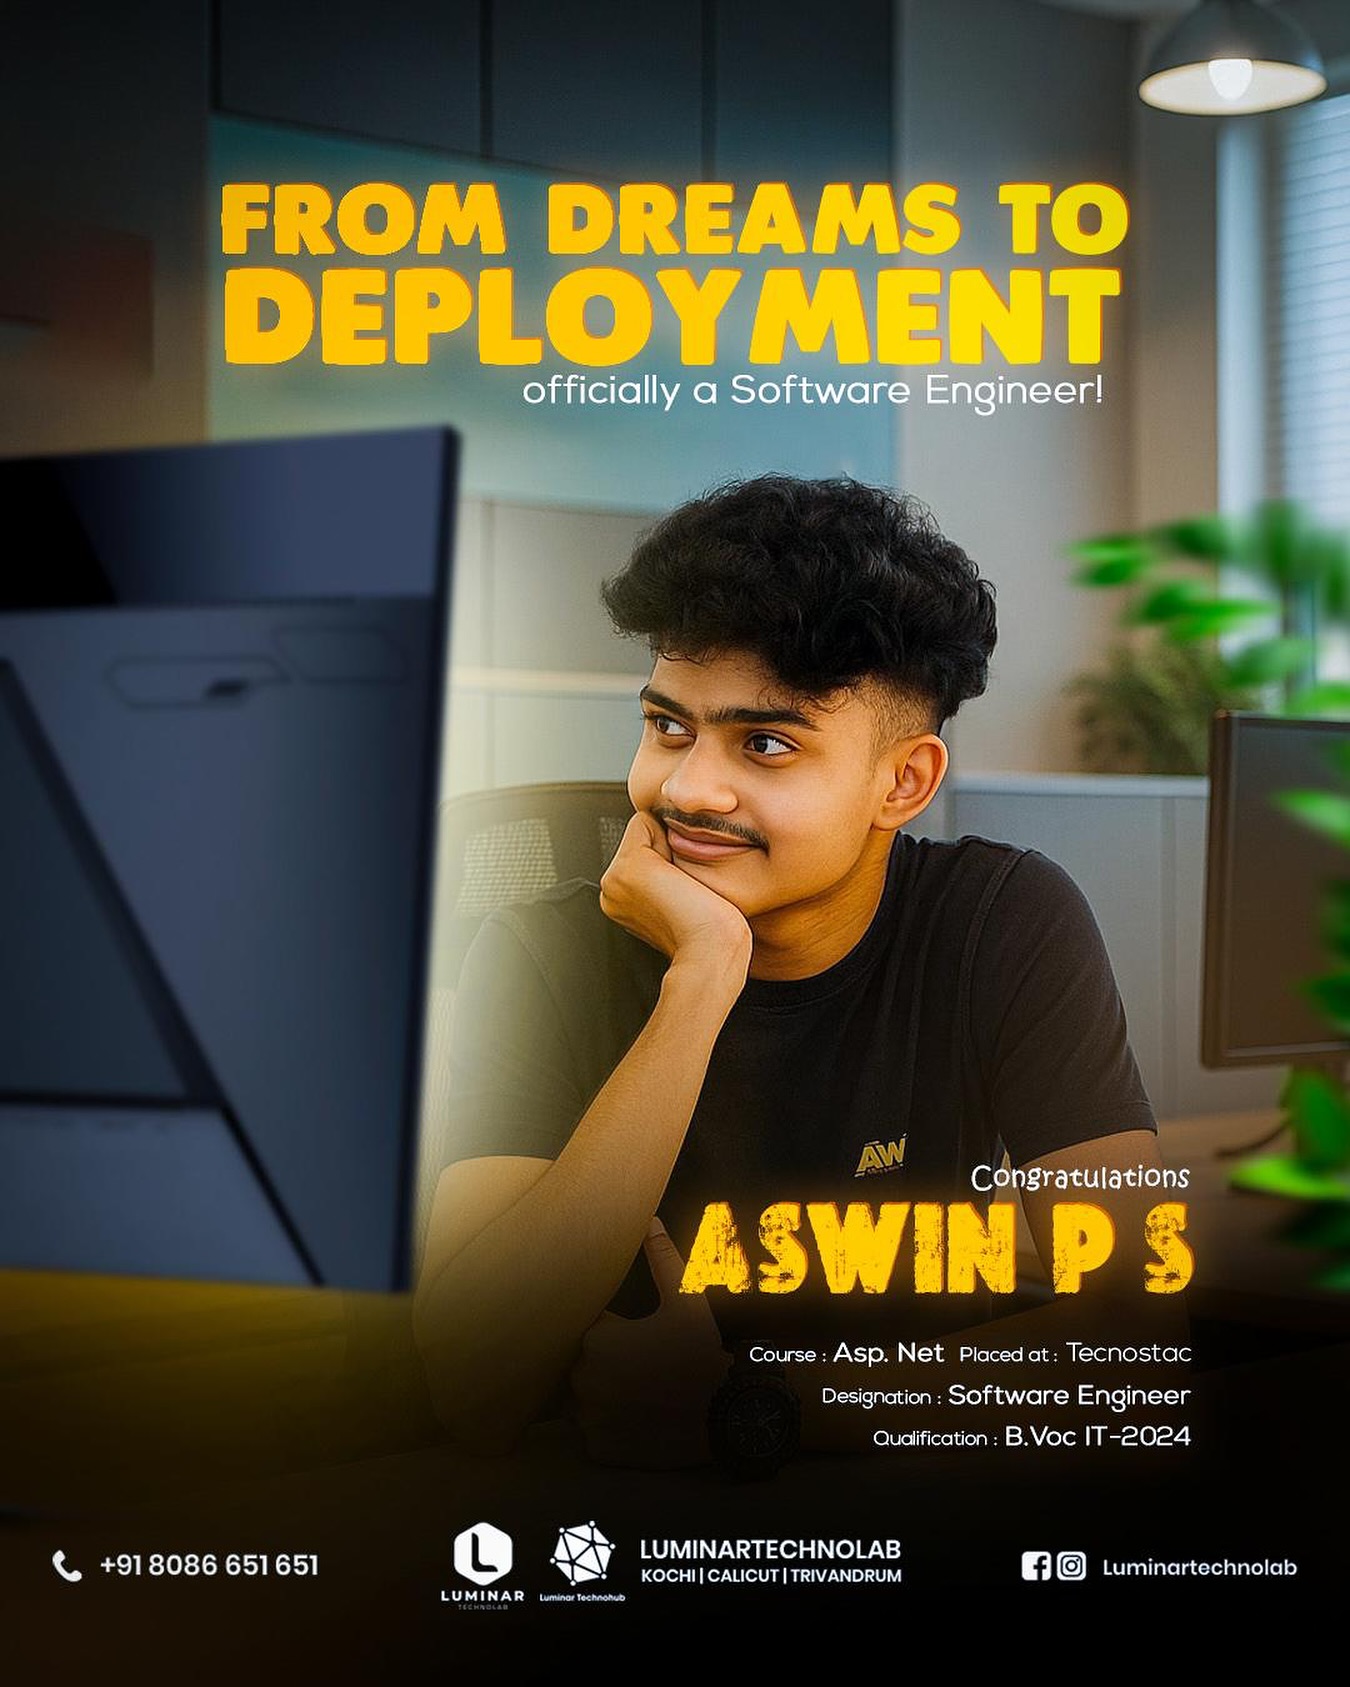 FROM DREAMS TO
DEPLOYMENT
officially a Software Engineer!
AW
Congratulations
ASWIN P S
Course : Asp. Net Placed at : Tecnostac
Designation : Software Engineer
Qualification : B.Voc IT-2024
+91 8086 651 651
LUMINAR
TECHNOLAB
Luminar Technohub
LUMINARTECHNOLAB
KOCHI | CALICUT | TRIVANDRUM
Luminartechnolab